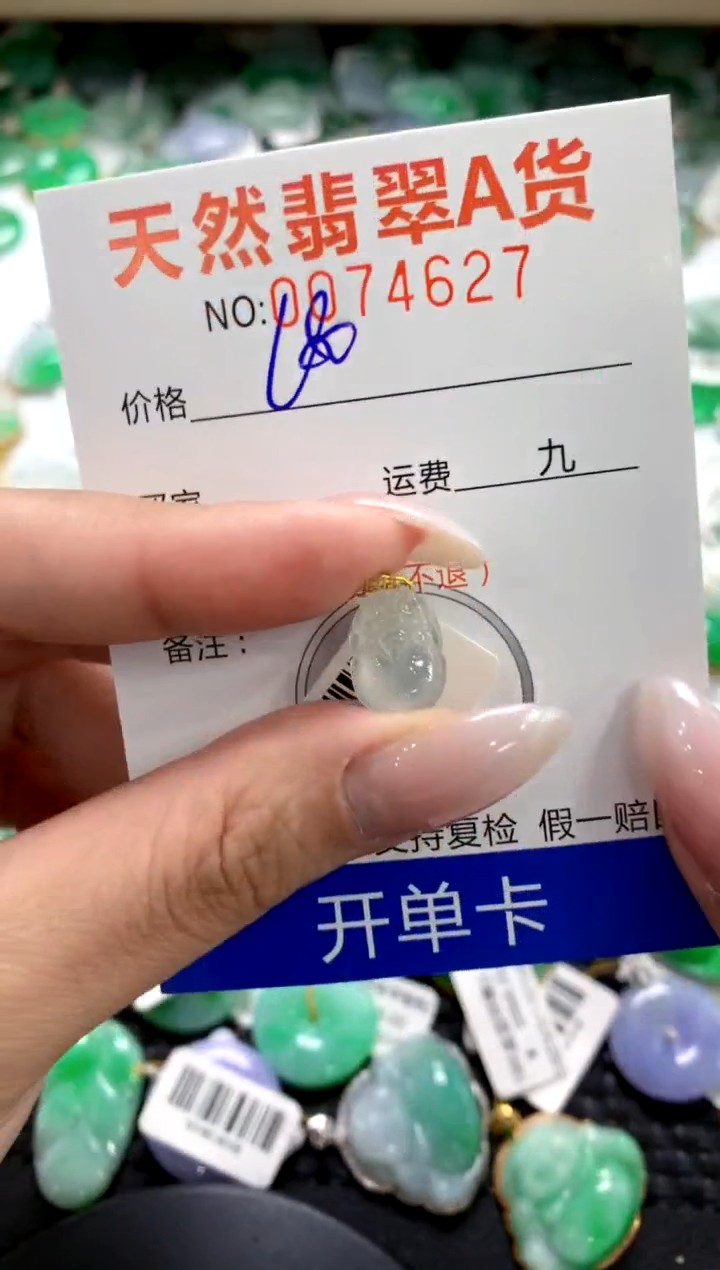 天然翡翠A货
NO:0074627
价格
运费 九
不退）
备注：
支持复检 假一赔
开单卡